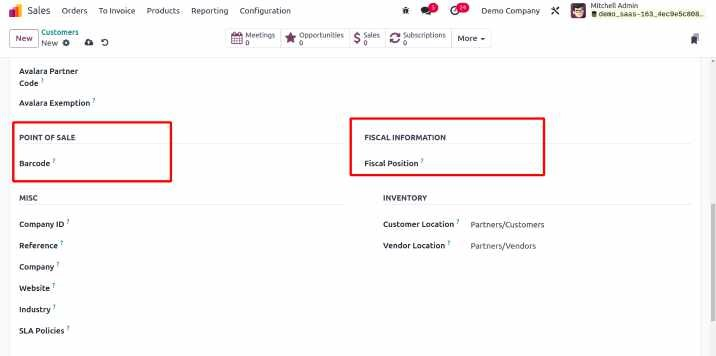 Sales Orders To Invoice Products Reporting Configuration 5 24 Demo Company Mitchell Admin
demo_saas-163_4ec9e5c808…
New Customers
New
Meetings 0 Opportunities 0 Sales 0 Subscriptions 0 More
Avalara Partner
Code ?
Avalara Exemption ?
POINT OF SALE
Barcode ?
FISCAL INFORMATION
Fiscal Position ?
MISC
Company ID ?
Reference ?
Company ?
Website ?
Industry ?
SLA Policies ?
INVENTORY
Customer Location ? Partners/Customers
Vendor Location ? Partners/Vendors